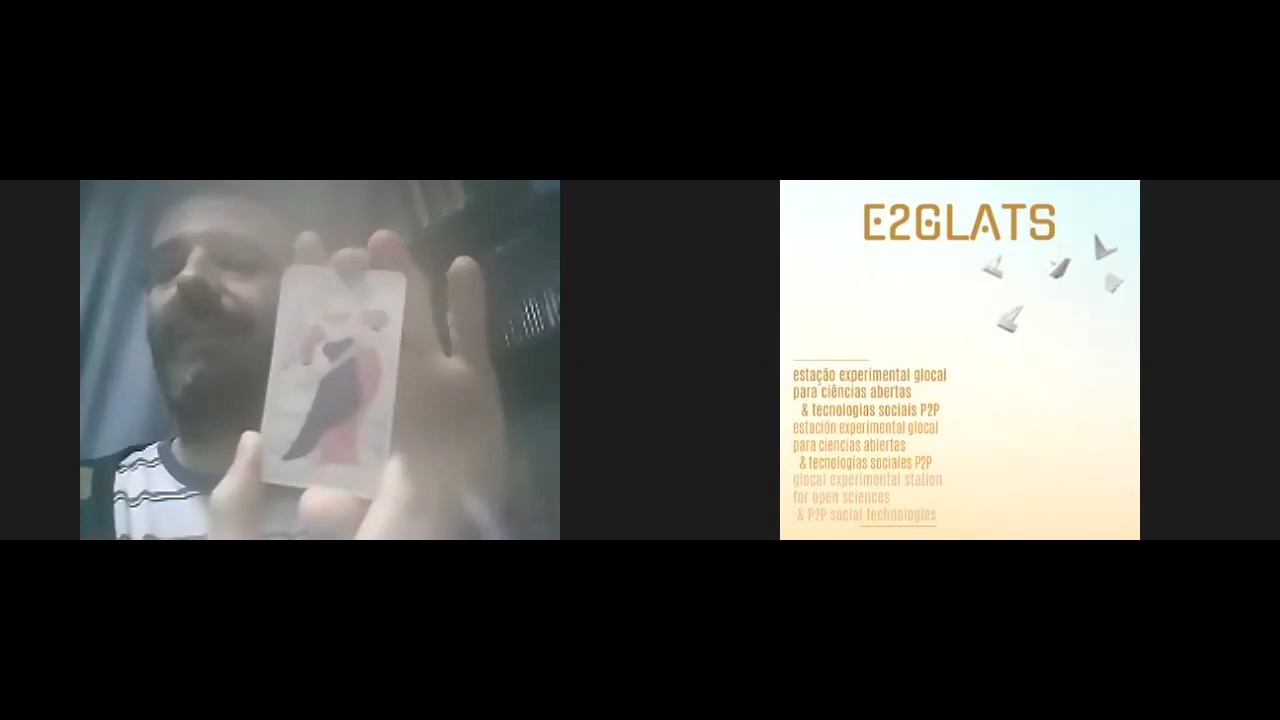 E2GLATS
estação experimental glocal
para ciências abertas
& tecnologias sociais P2P
estación experimental glocal
para ciencias abiertas
& tecnologías sociales P2P
glocal experimental station
for open sciences
& P2P social technologies